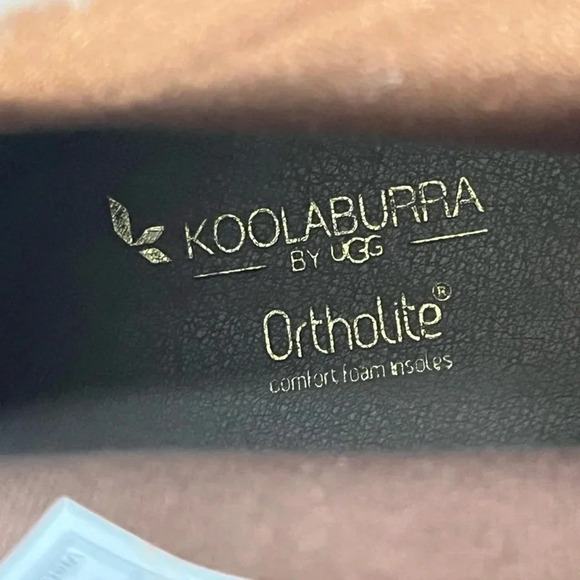 KOOLABURRA
BY UGG
Ortholite®
comfort foam insoles